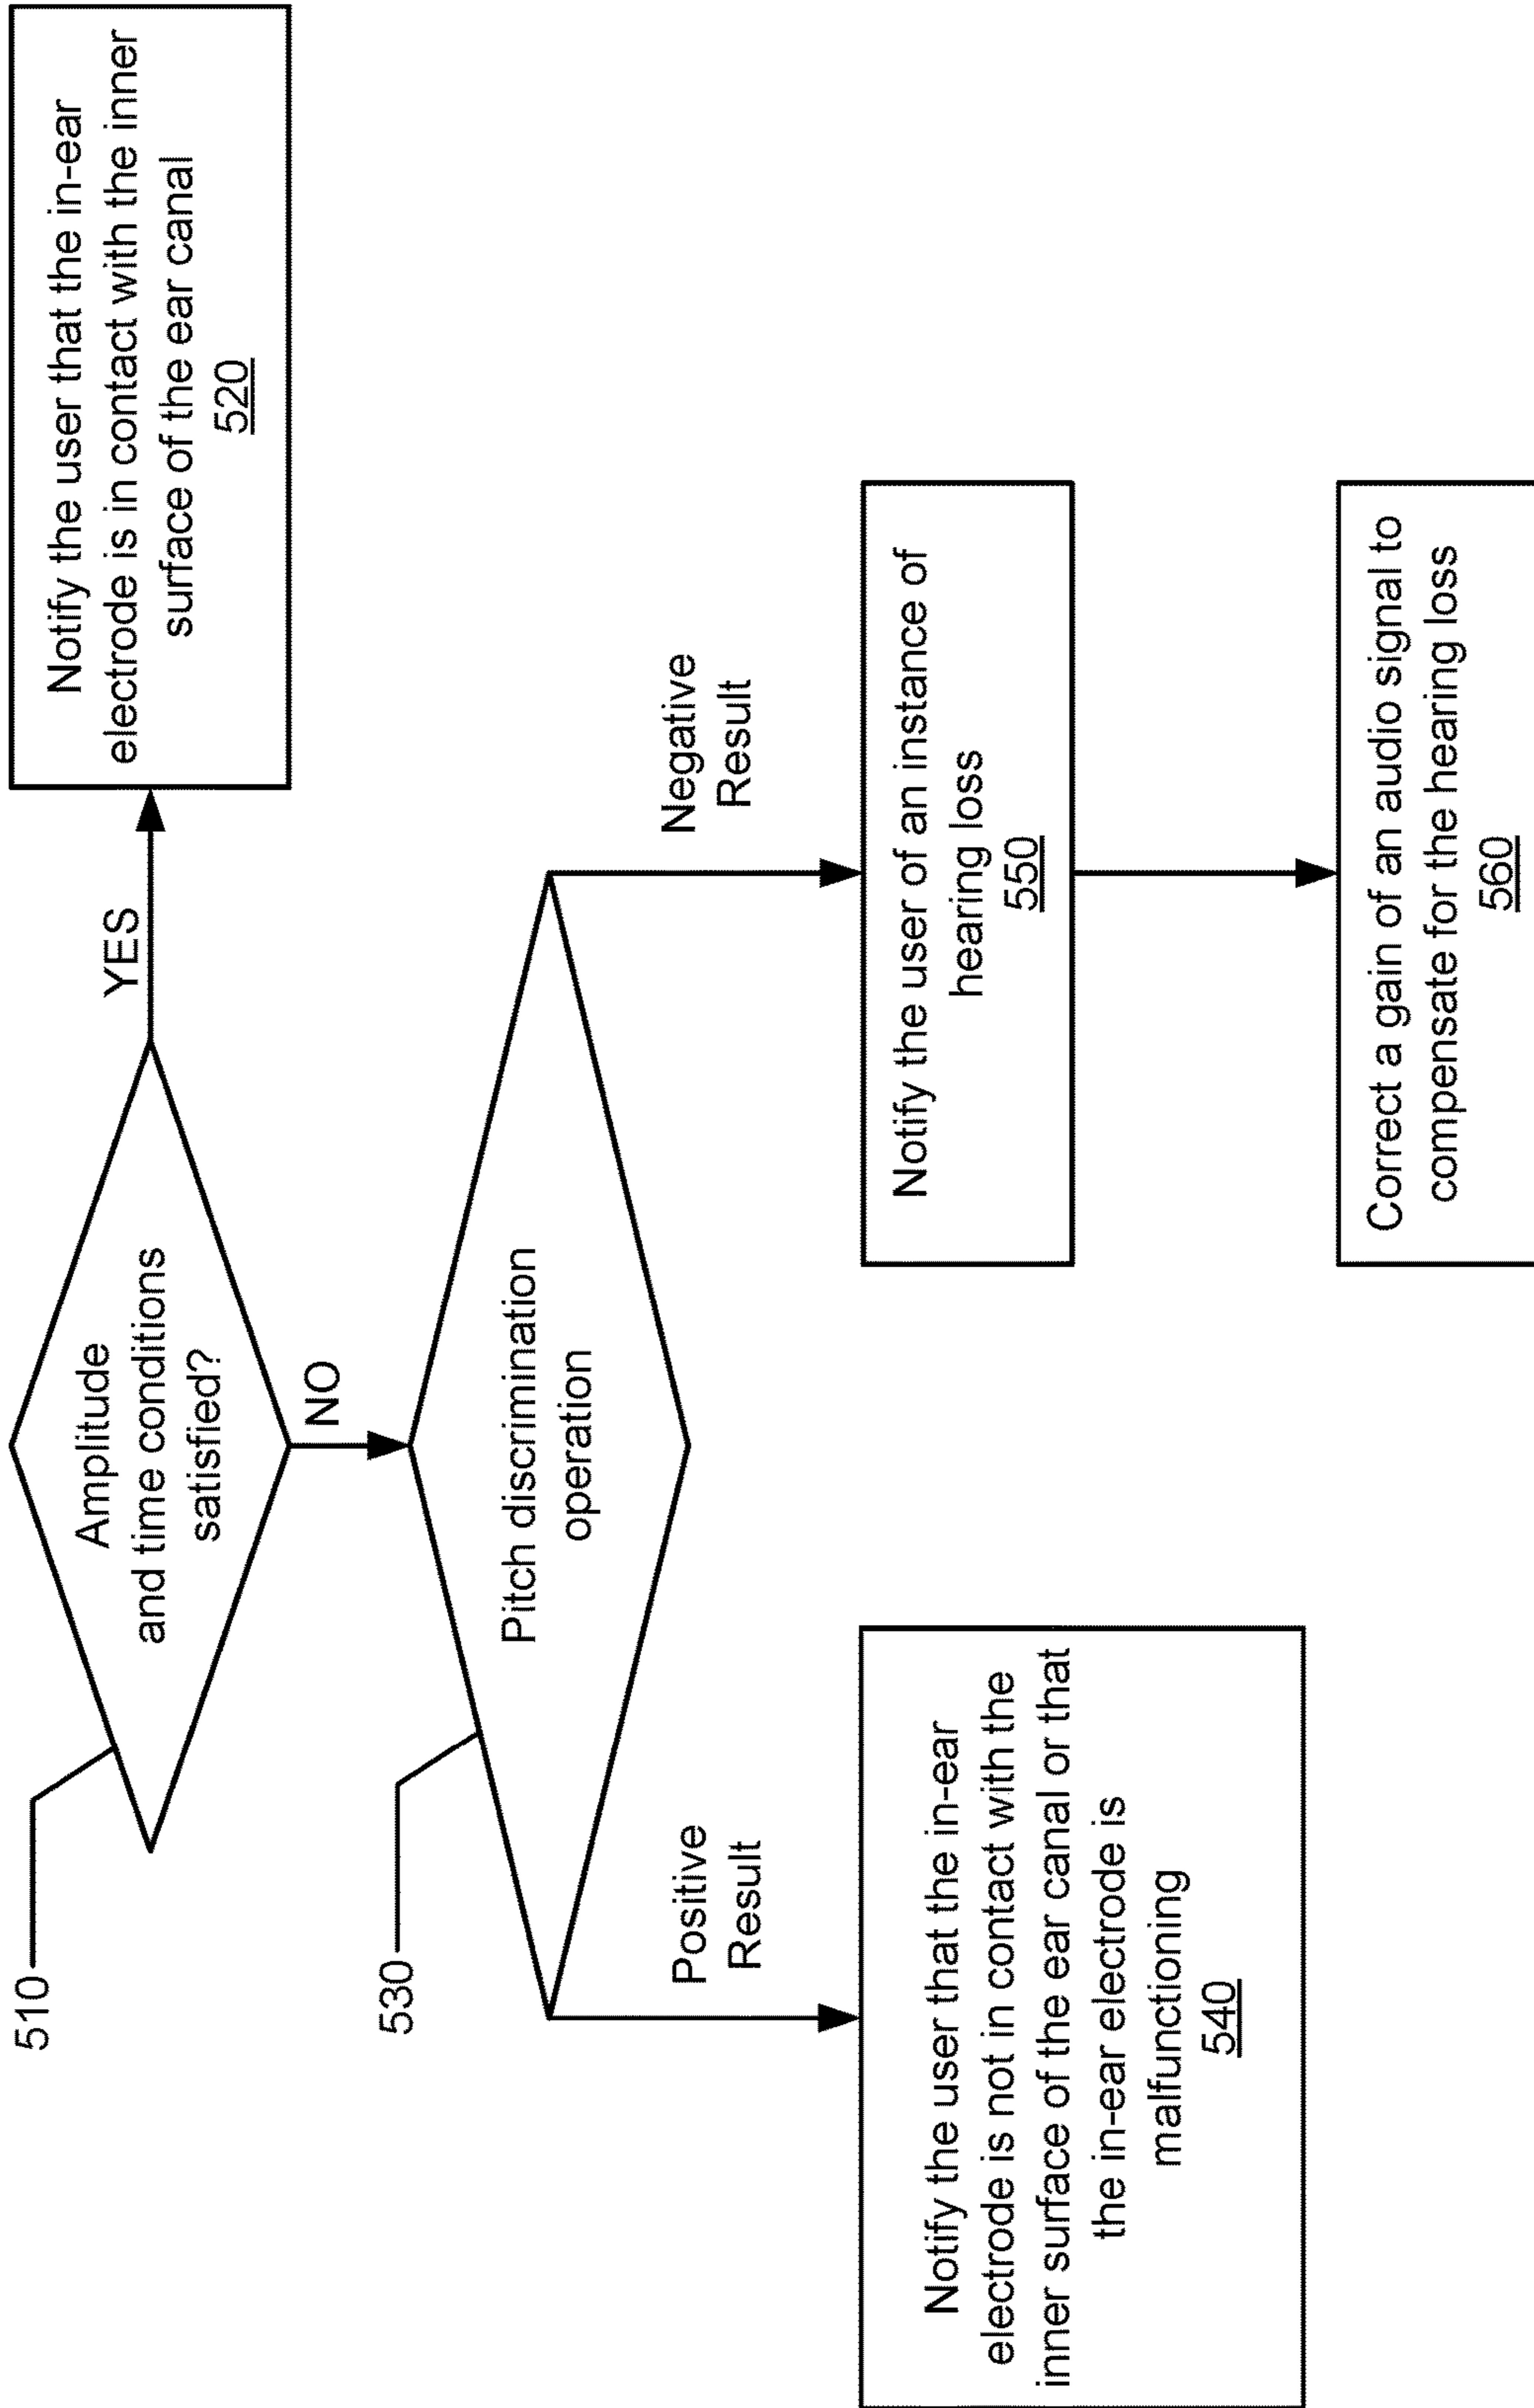 510
Amplitude
and time conditions
satisfied?
YES
Notify the user that the in-ear
electrode is in contact with the inner
surface of the ear canal
520
NO
530
Pitch discrimination
operation
Positive
Result
Negative
Result
Notify the user that the in-ear
electrode is not in contact with the
inner surface of the ear canal or that
the in-ear electrode is
malfunctioning
540
Notify the user of an instance of
hearing loss
550
Correct a gain of an audio signal to
compensate for the hearing loss
560